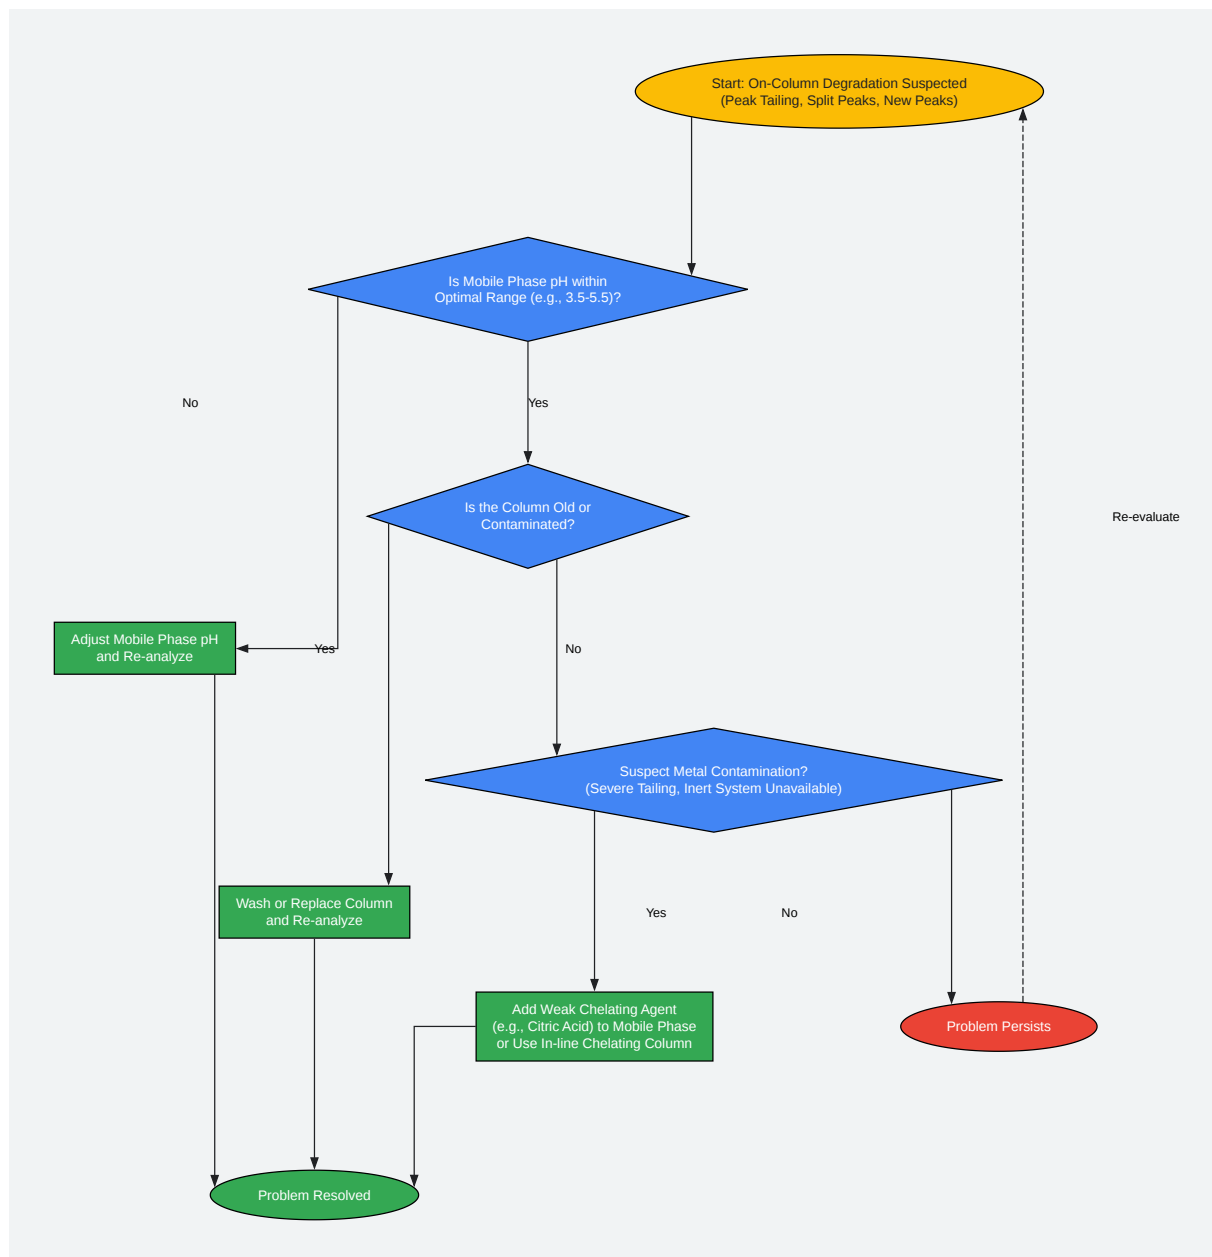 Start: On-Column Degradation Suspected
(Peak Tailing, Split Peaks, New Peaks)
Is Mobile Phase pH within
Optimal Range (e.g., 3.5-5.5)?
No
Yes
Is the Column Old or
Contaminated?
Re-evaluate
Adjust Mobile Phase pH
and Re-analyze
Yes
No
Suspect Metal Contamination?
(Severe Tailing, Inert System Unavailable)
Wash or Replace Column
and Re-analyze
Yes
No
Add Weak Chelating Agent
(e.g., Citric Acid) to Mobile Phase
or Use In-line Chelating Column
Problem Persists
Problem Resolved